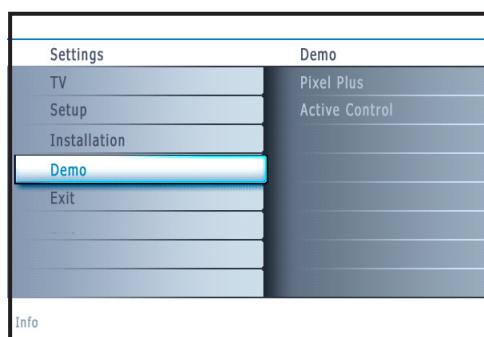 Settings
TV
Setup
Installation
Demo
Exit
Demo
Pixel Plus
Active Control
Info